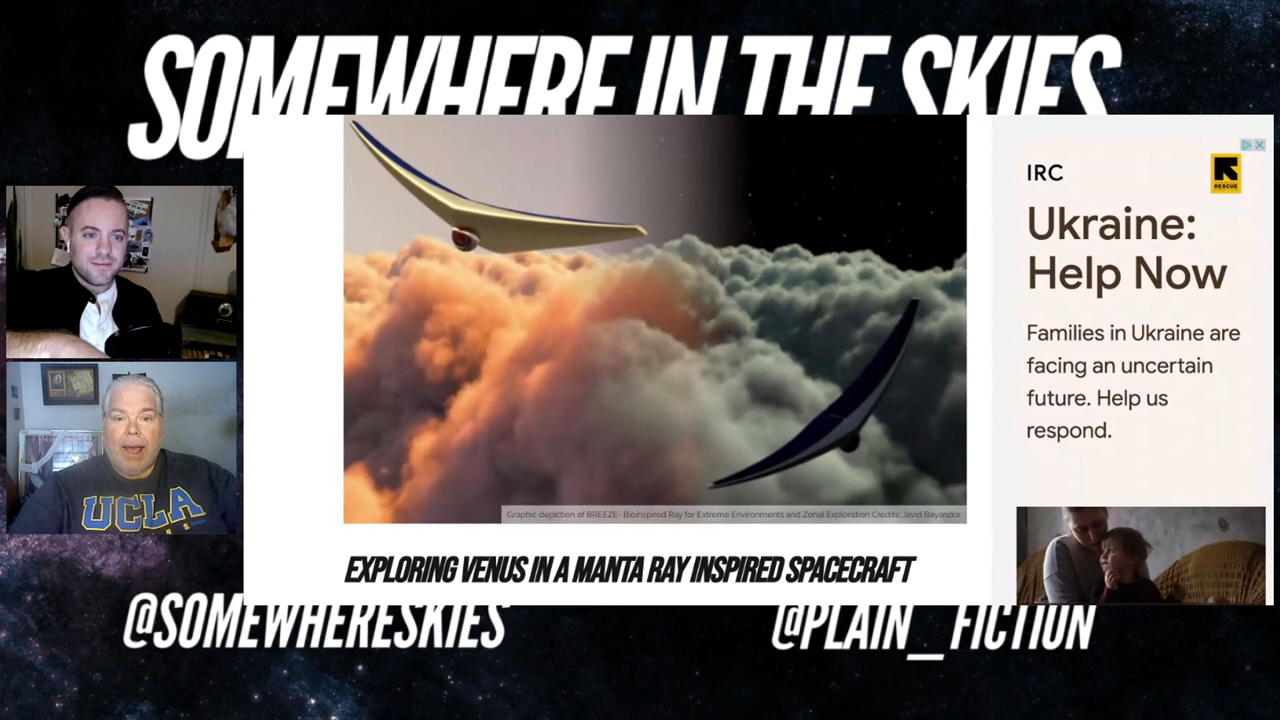 SOMEWHERE IN THE SKIES
IRC
RESCUE
Ukraine:
Help Now
Families in Ukraine are
facing an uncertain
future. Help us
respond.
UCLA
Graphic depiction of BREEZE- Bioinspired Ray for Extreme Environments and Zonal Exploration Credits: Javid Bayandor
EXPLORING VENUS IN A MANTA RAY INSPIRED SPACECRAFT
@SOMEWHERESKIES
@PLAIN_FICTION